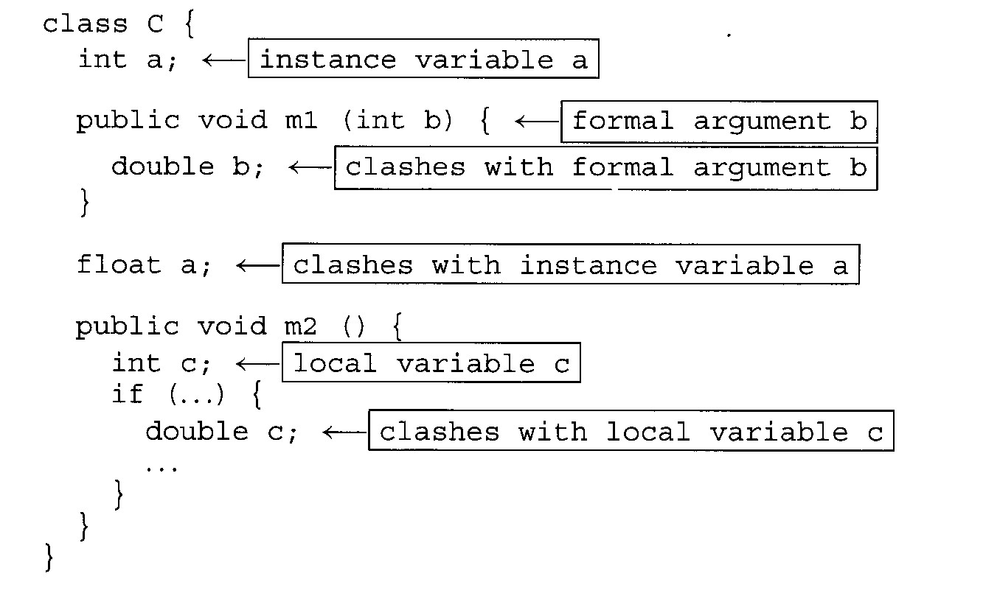 class C {
int a; ← instance variable a
public void m1 (int b) { ← formal argument b
double b; ← clashes with formal argument b
}
float a; ← clashes with instance variable a
public void m2 () {
int c; ← local variable c
if (...) {
double c; ← clashes with local variable c
...
}
}
}